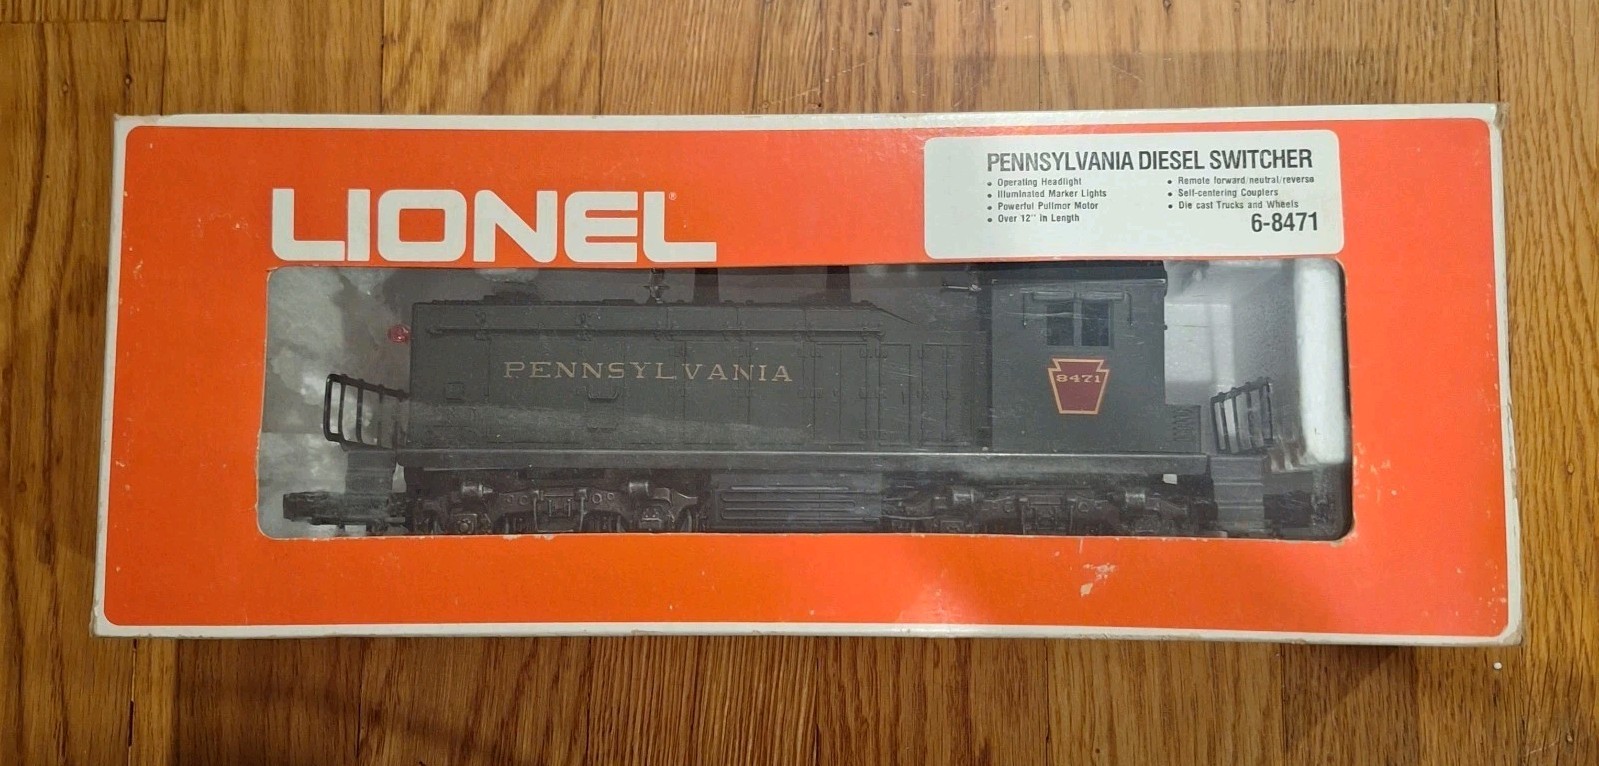 LIONEL®
PENNSYLVANIA DIESEL SWITCHER
• Operating Headlight
• Illuminated Marker Lights
• Powerful Pullmor Motor
• Over 12" in Length
• Remote forward/neutral/reverse
• Self-centering Couplers
• Die cast Trucks and Wheels
6-8471
PENNSYLVANIA
8471